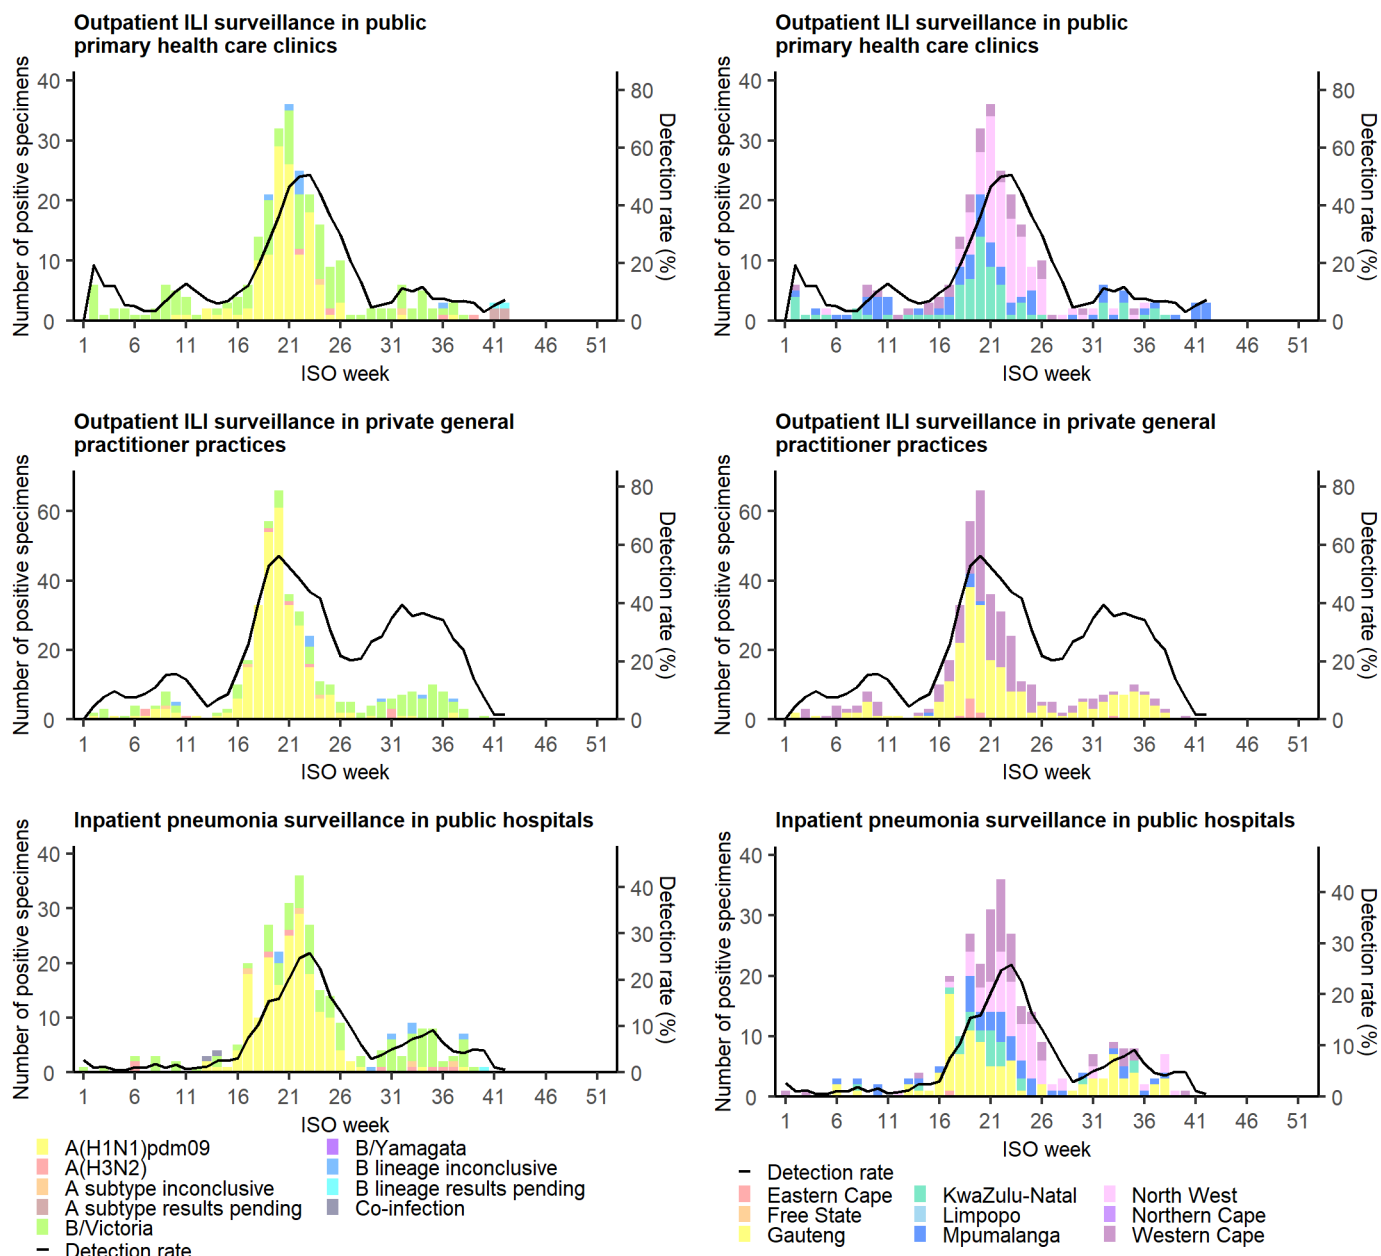 Outpatient ILI surveillance in public
primary health care clinics
Number of positive specimens
40
30
20
10
0
80
60
40
20
0
Detection rate (%)
1 6 11 16 21 26 31 36 41 46 51
ISO week
Outpatient ILI surveillance in public
primary health care clinics
Number of positive specimens
40
30
20
10
0
80
60
40
20
0
Detection rate (%)
1 6 11 16 21 26 31 36 41 46 51
ISO week
Outpatient ILI surveillance in private general
practitioner practices
Number of positive specimens
60
40
20
0
80
60
40
20
0
Detection rate (%)
1 6 11 16 21 26 31 36 41 46 51
ISO week
Outpatient ILI surveillance in private general
practitioner practices
Number of positive specimens
60
40
20
0
80
60
40
20
0
Detection rate (%)
1 6 11 16 21 26 31 36 41 46 51
ISO week
Inpatient pneumonia surveillance in public hospitals
Number of positive specimens
40
30
20
10
0
40
30
20
10
0
Detection rate (%)
1 6 11 16 21 26 31 36 41 46 51
ISO week
Inpatient pneumonia surveillance in public hospitals
Number of positive specimens
40
30
20
10
0
40
30
20
10
0
Detection rate (%)
1 6 11 16 21 26 31 36 41 46 51
ISO week
A(H1N1)pdm09
A(H3N2)
A subtype inconclusive
A subtype results pending
B/Victoria
Detection rate
B/Yamagata
B lineage inconclusive
B lineage results pending
Co-infection
Detection rate
Eastern Cape
Free State
Gauteng
KwaZulu-Natal
Limpopo
Mpumalanga
North West
Northern Cape
Western Cape